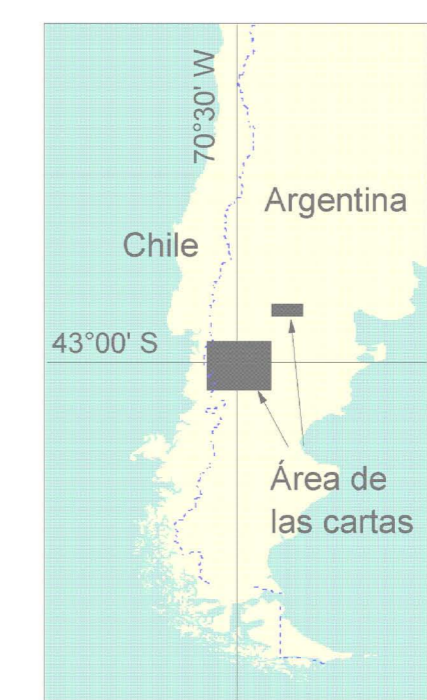 70°30' W
Argentina
Chile
43°00' S
Área de
las cartas